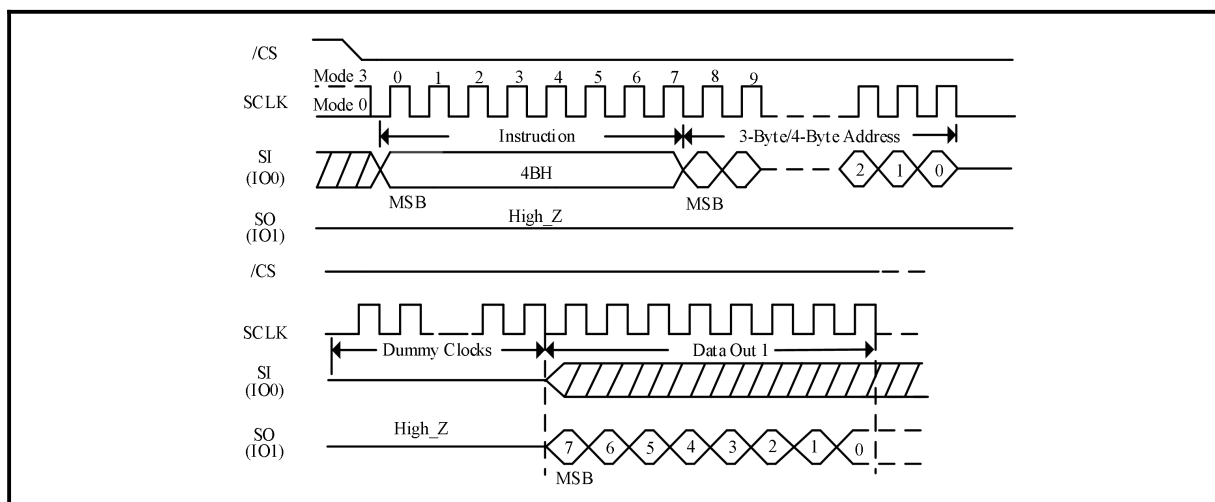 /CS
Mode 3 0 1 2 3 4 5 6 7 8 9
SCLK Mode 0
Instruction 3-Byte/4-Byte Address
SI
(IO0)
4BH 2 1 0
MSB MSB
SO
(IO1)
High_Z
/CS
SCLK
Dummy Clocks Data Out 1
SI
(IO0)
SO
(IO1)
High_Z 7 6 5 4 3 2 1 0
MSB